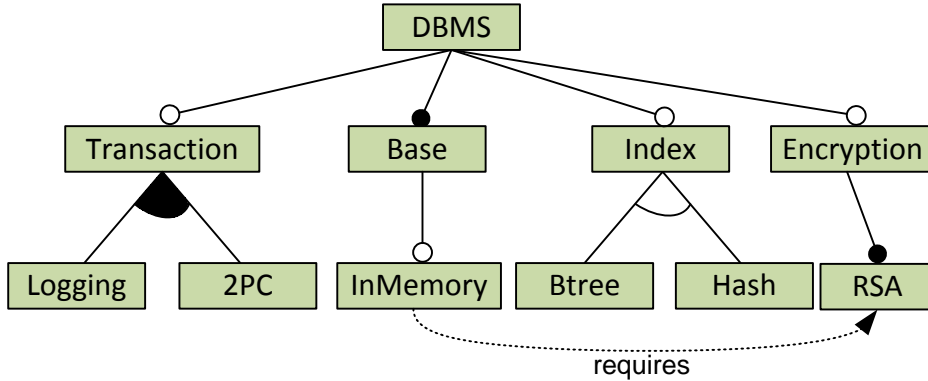 DBMS
Transaction
Base
Index
Encryption
Logging
2PC
InMemory
Btree
Hash
RSA
requires